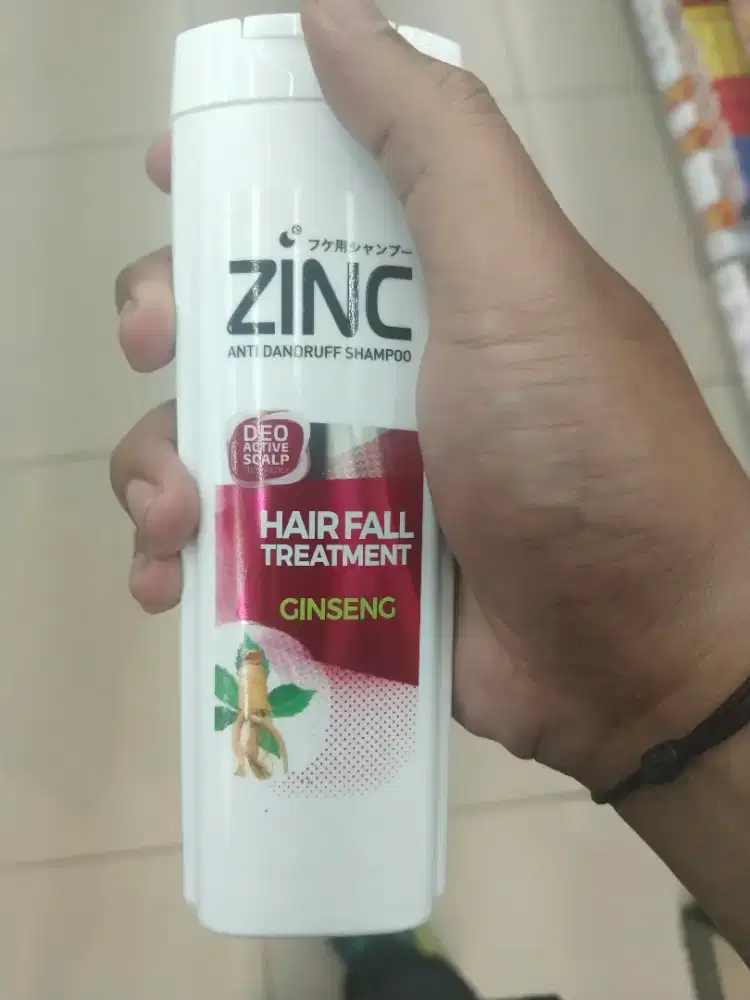 フケ用シャンプー
ZINC
ANTI DANDRUFF SHAMPOO
DEO
ACTIVE
SCALP
TECHNOLOGY
HAIR FALL
TREATMENT
GINSENG